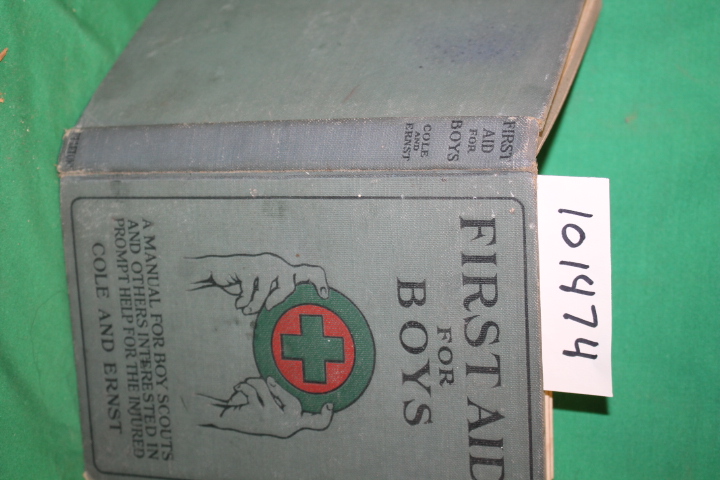 FIRST AID
FOR
BOYS
A MANUAL FOR BOY SCOUTS
AND OTHERS INTERESTED IN
PROMPT HELP FOR THE INJURED
COLE AND ERNST
FIRST
AID
FOR
BOYS
COLE
AND
ERNST
101474